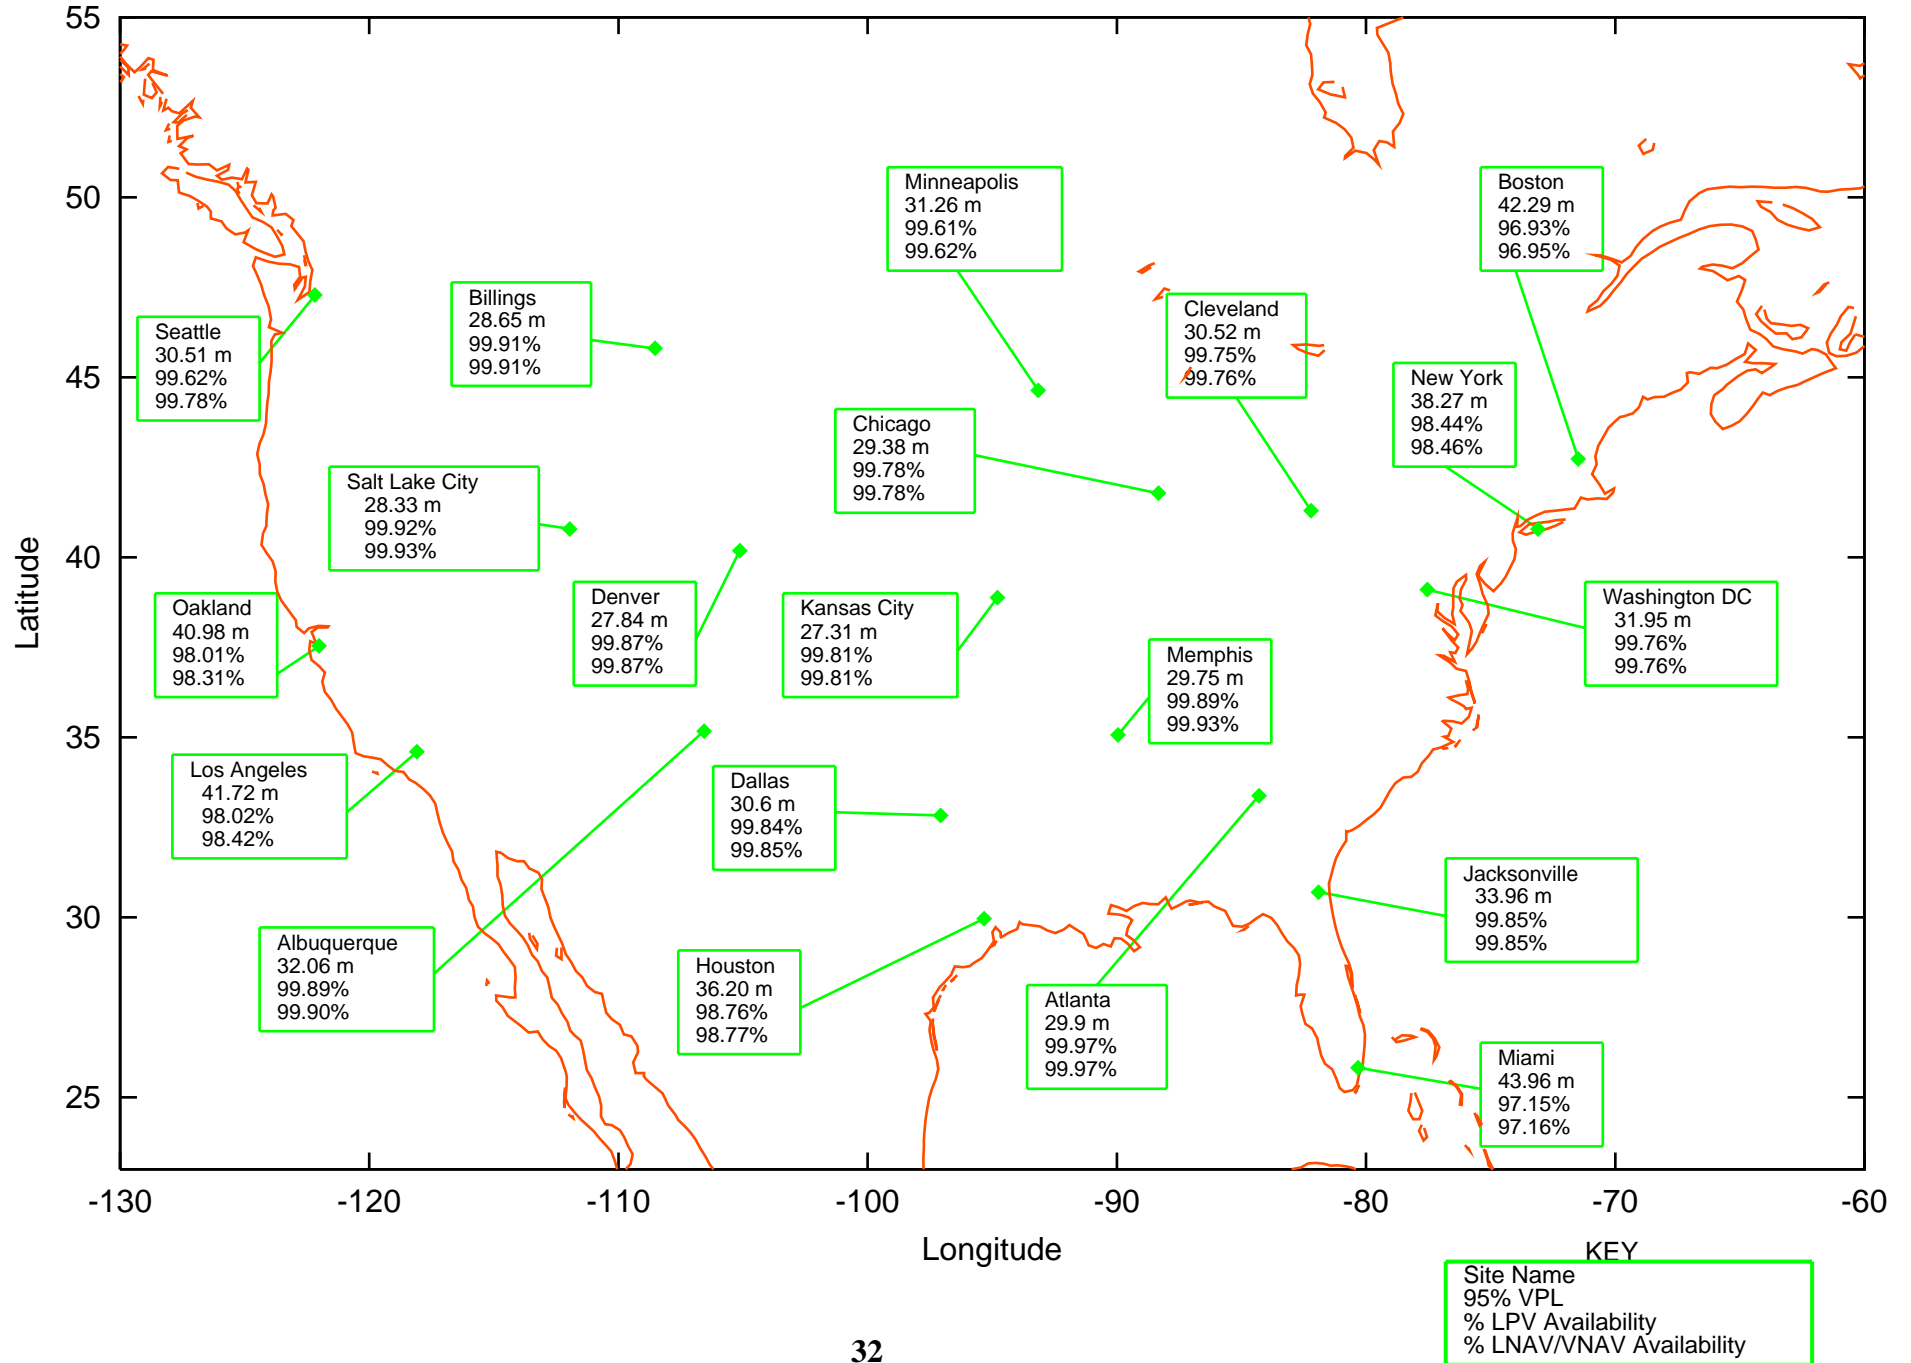 55
50
45
40
35
30
25
Latitude
-130
-120
-110
-100
-90
-80
-70
-60
Longitude
Minneapolis
31.26 m
99.61%
99.62%
Boston
42.29 m
96.93%
96.95%
Billings
28.65 m
99.91%
99.91%
Cleveland
30.52 m
99.75%
99.76%
Seattle
30.51 m
99.62%
99.78%
New York
38.27 m
98.44%
98.46%
Chicago
29.38 m
99.78%
99.78%
Salt Lake City
28.33 m
99.92%
99.93%
Denver
27.84 m
99.87%
99.87%
Kansas City
27.31 m
99.81%
99.81%
Washington DC
31.95 m
99.76%
99.76%
Oakland
40.98 m
98.01%
98.31%
Memphis
29.75 m
99.89%
99.93%
Los Angeles
41.72 m
98.02%
98.42%
Dallas
30.6 m
99.84%
99.85%
Jacksonville
33.96 m
99.85%
99.85%
Albuquerque
32.06 m
99.89%
99.90%
Houston
36.20 m
98.76%
98.77%
Atlanta
29.9 m
99.97%
99.97%
Miami
43.96 m
97.15%
97.16%
KEY
Site Name
95% VPL
% LPV Availability
% LNAV/VNAV Availability
32